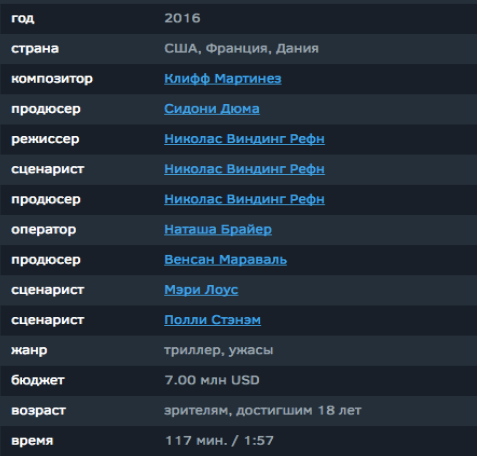 год 2016
страна США, Франция, Дания
композитор Клифф Мартинез
продюсер Сидони Дюма
режиссер Николас Виндинг Рефн
сценарист Николас Виндинг Рефн
продюсер Николас Виндинг Рефн
оператор Наташа Брайер
продюсер Венсан Мараваль
сценарист Мэри Лоус
сценарист Полли Стэнэм
жанр триллер, ужасы
бюджет 7.00 млн USD
возраст зрителям, достигшим 18 лет
время 117 мин. / 1:57